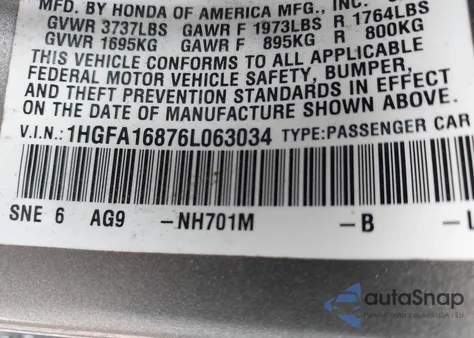 MFD. BY HONDA OF AMERICA MFG., INC.
GVWR 3737LBS GAWR F 1973LBS R 1764LBS
GVWR 1695KG GAWR F 895KG R 800KG
THIS VEHICLE CONFORMS TO ALL APPLICABLE
FEDERAL MOTOR VEHICLE SAFETY, BUMPER,
AND THEFT PREVENTION STANDARDS IN EFFECT
ON THE DATE OF MANUFACTURE SHOWN ABOVE.
V.I.N.: 1HGFA16876L063034 TYPE:PASSENGER CAR
SNE 6 AG9 -NH701M -B -L
autaSnap